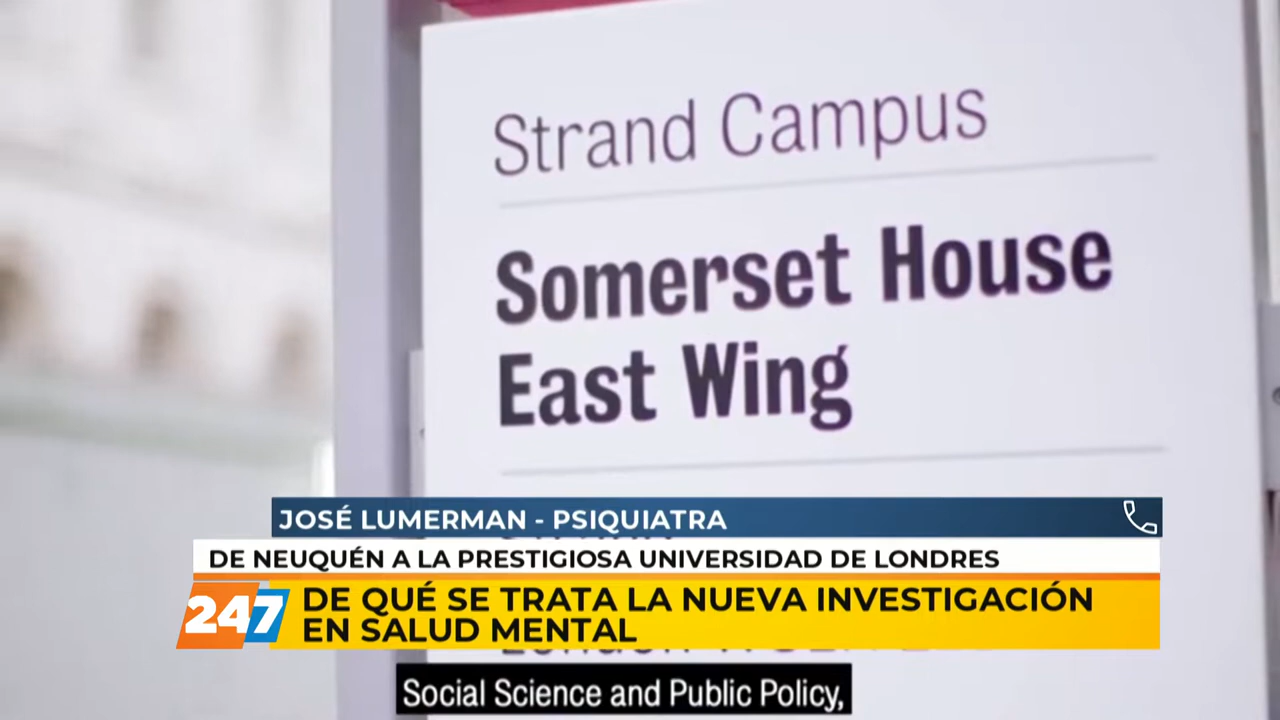 Strand Campus
Somerset House
East Wing
JOSÉ LUMERMAN - PSIQUIATRA
DE NEUQUÉN A LA PRESTIGIOSA UNIVERSIDAD DE LONDRES
247
DE QUÉ SE TRATA LA NUEVA INVESTIGACIÓN
EN SALUD MENTAL
Social Science and Public Policy,